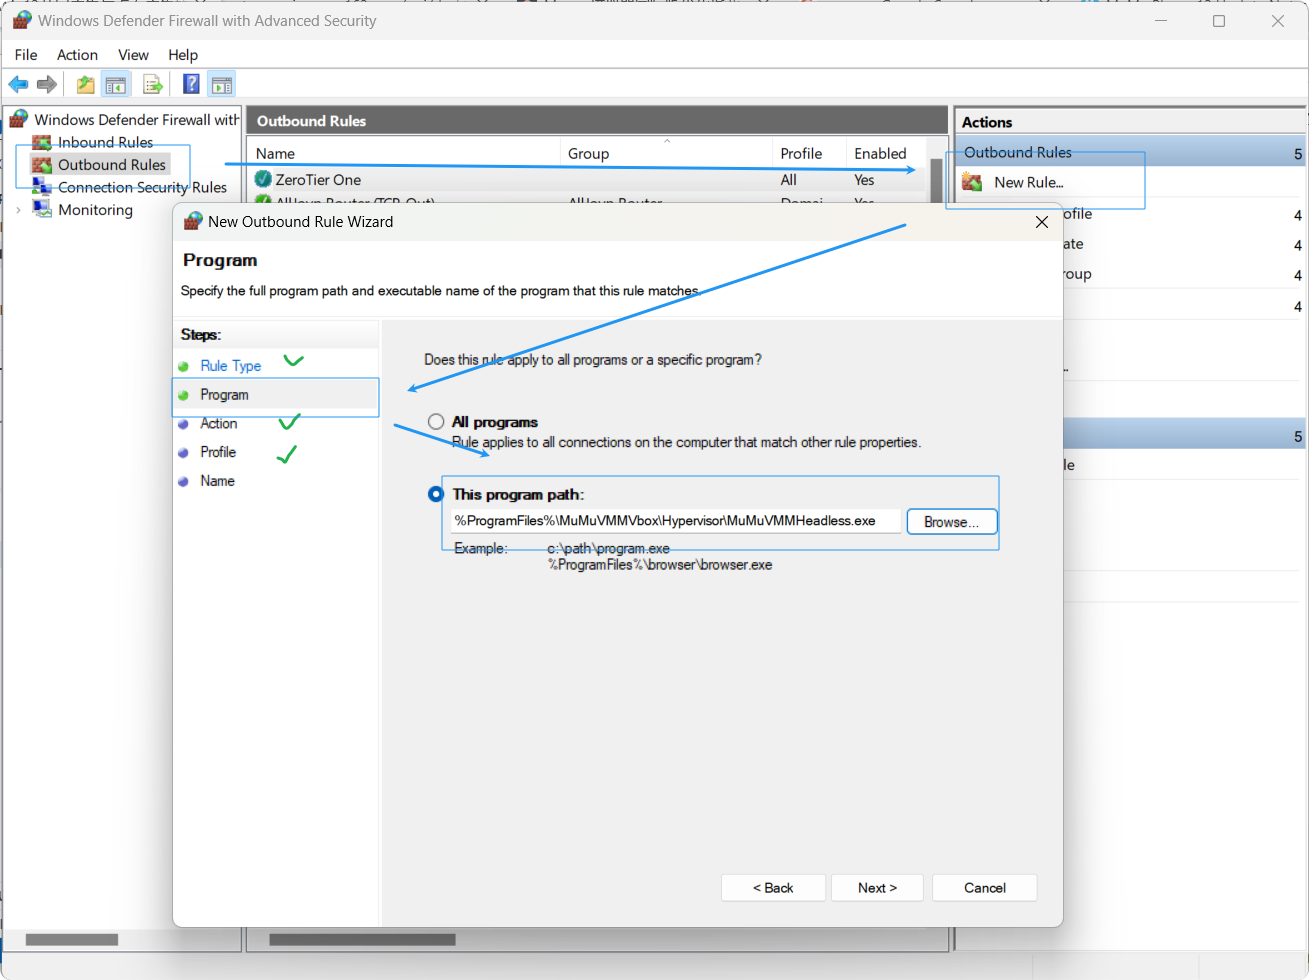 Windows Defender Firewall with Advanced Security
File Action View Help
Windows Defender Firewall with
Inbound Rules
Outbound Rules
Connection Security Rules
Monitoring
Outbound Rules
Name Group Profile Enabled
ZeroTier One All Yes
Actions
Outbound Rules 5
New Rule...
ofile 4
ate 4
roup 4
4
..
5
le
New Outbound Rule Wizard
Program
Specify the full program path and executable name of the program that this rule matches.
Steps:
Rule Type
Program
Action
Profile
Name
Does this rule apply to all programs or a specific program?
All programs
Rule applies to all connections on the computer that match other rule properties.
This program path:
%ProgramFiles%\MuMuVMMVbox\Hypervisor\MuMuVMMHeadless.exe
Browse...
Example: c:\path\program.exe
%ProgramFiles%\browser\browser.exe
< Back
Next >
Cancel